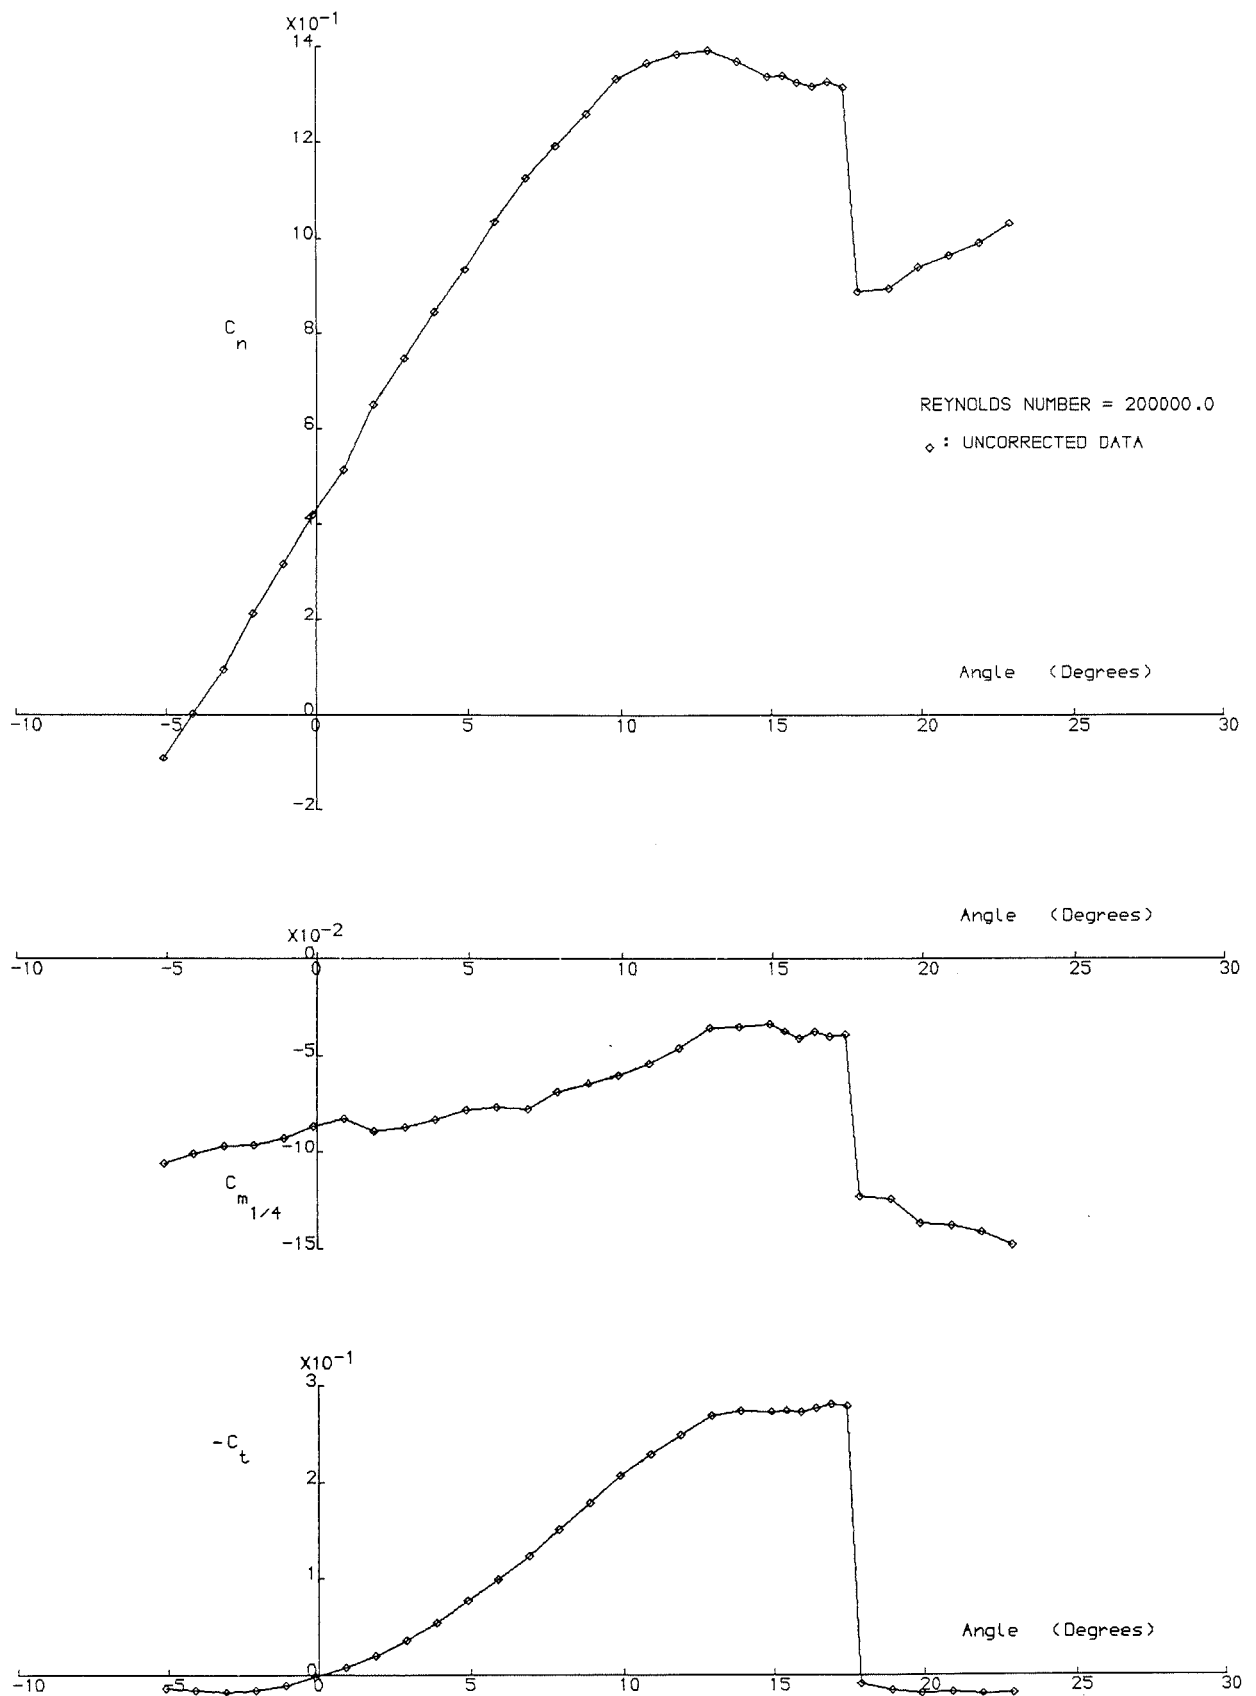 X10-1
14
12
10
8
C n
REYNOLDS NUMBER = 200000.0
6
◇ : UNCORRECTED DATA
4
2
Angle (Degrees)
0
-10 -5 0 5 10 15 20 25 30
-2
Angle (Degrees)
X10-2
0
-10 -5 0 5 10 15 20 25 30
-5
-10
C m 1/4
-15
X10-1
3
-C t
2
1
Angle (Degrees)
-10 -5 0 5 10 15 20 25 30